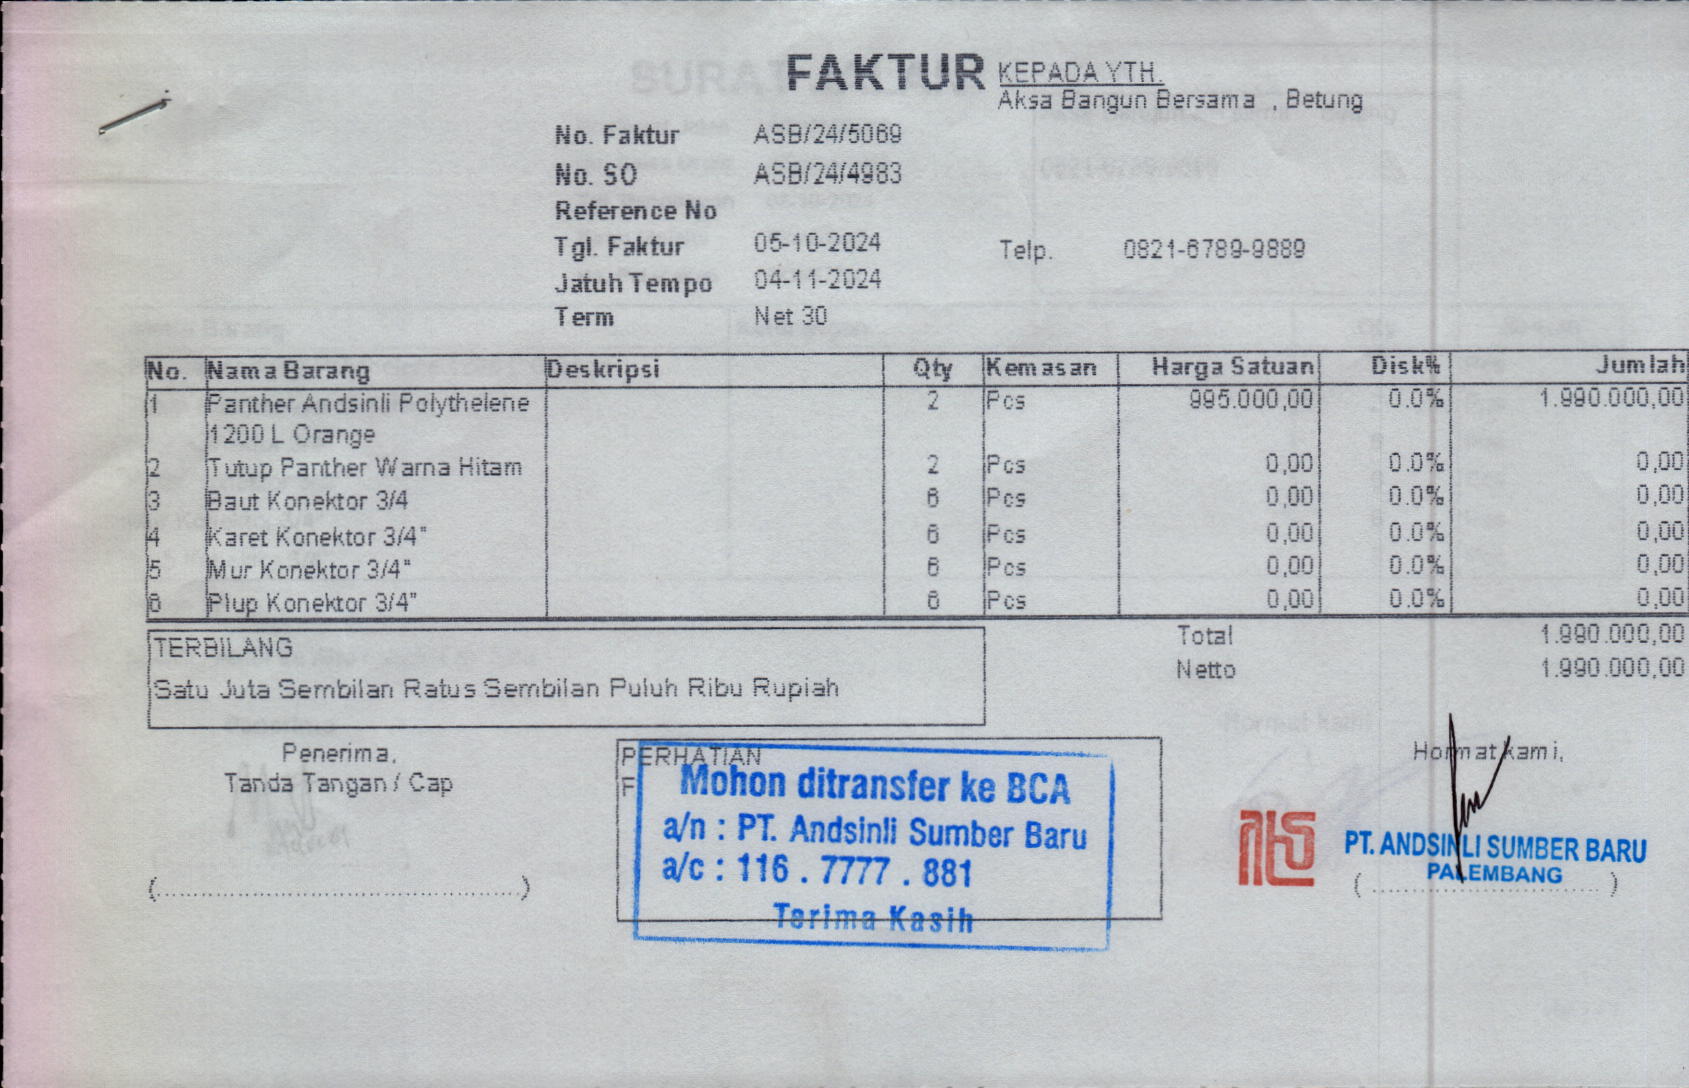 FAKTUR
KEPADA YTH.
Aksa Bangun Bersama , Betung
No. Faktur ASB/24/5069
No. SO ASB/24/4983
Reference No
Tgl. Faktur 05-10-2024
Telp. 0821-6789-9889
Jatuh Tempo 04-11-2024
Term Net 30
No. Nama Barang Deskripsi Qty Kemasan Harga Satuan Disk% Jumlah
1 Panther Andsinli Polythelene 2 Pcs 995.000,00 0.0% 1.990.000,00
1200 L Orange
2 Tutup Panther Warna Hitam 2 Pcs 0,00 0.0% 0,00
3 Baut Konektor 3/4 6 Pcs 0,00 0.0% 0,00
4 Karet Konektor 3/4" 6 Pcs 0,00 0.0% 0,00
5 Mur Konektor 3/4" 6 Pcs 0,00 0.0% 0,00
6 Plup Konektor 3/4" 6 Pcs 0,00 0.0% 0,00
TERBILANG
Satu Juta Sembilan Ratus Sembilan Puluh Ribu Rupiah
Total 1.990.000,00
Netto 1.990.000,00
Penerima,
Tanda Tangan / Cap
(..............................................)
PERHATIAN
F
Mohon ditransfer ke BCA
a/n : PT. Andsinli Sumber Baru
a/c : 116 . 7777 . 881
Terima Kasih
Hormat kami,
PT. ANDSINLI SUMBER BARU
PALEMBANG
( ............................... )